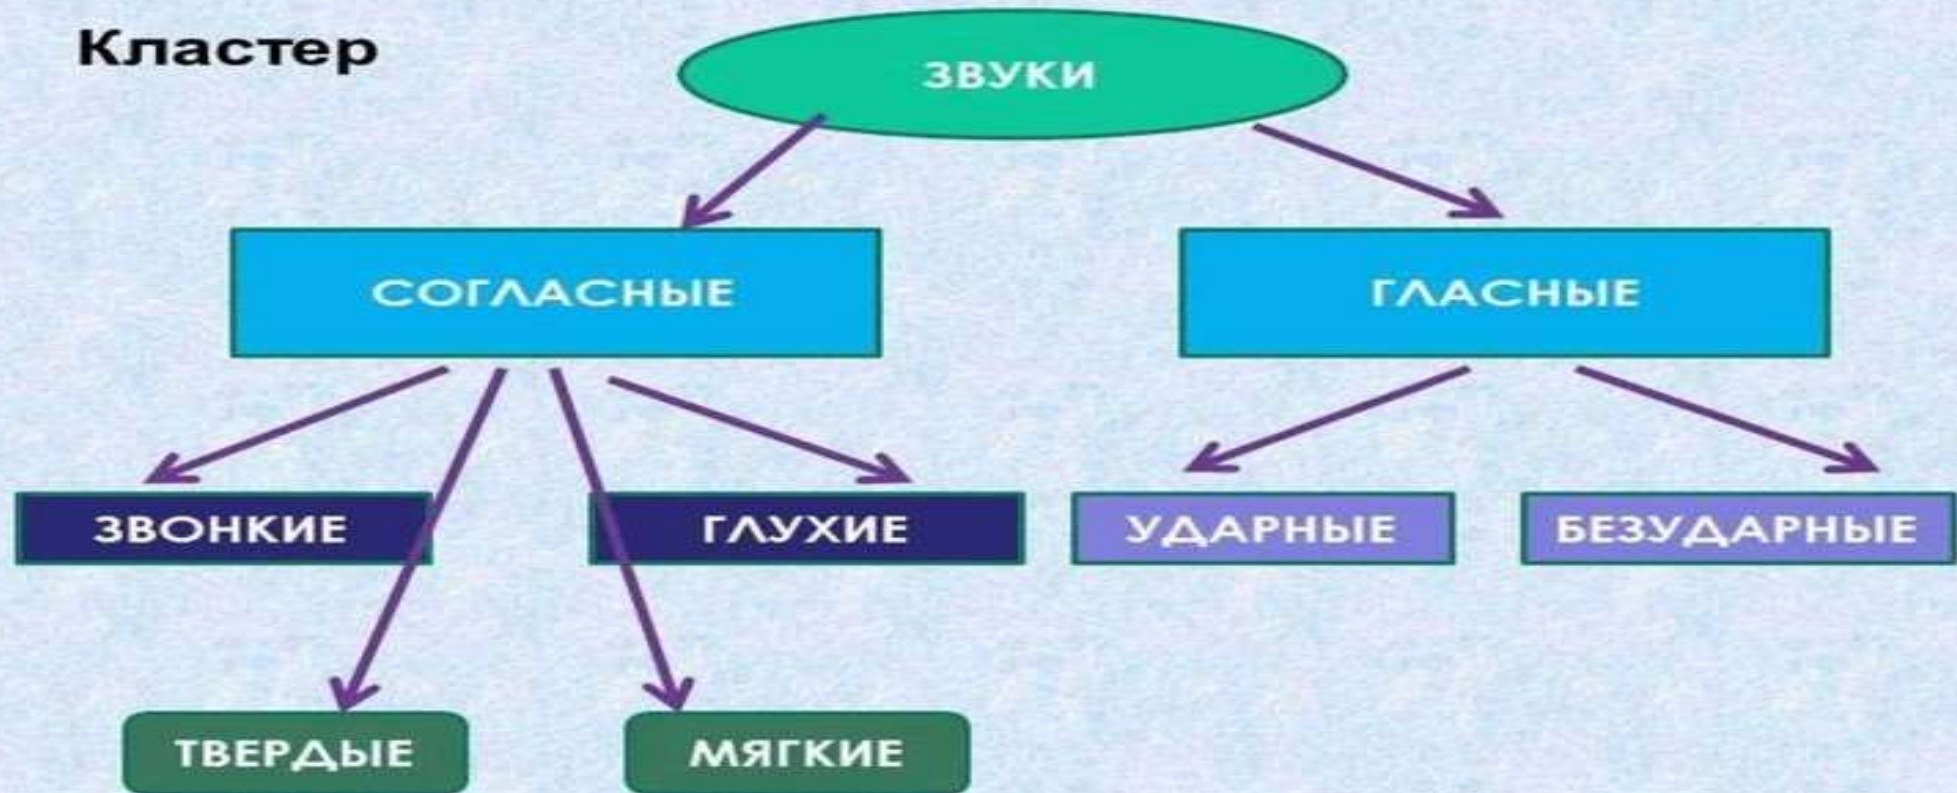 Кластер
ЗВУКИ
СОГЛАСНЫЕ
ГЛАСНЫЕ
ЗВОНКИЕ
ГЛУХИЕ
УДАРНЫЕ
БЕЗУДАРНЫЕ
ТВЕРДЫЕ
МЯГКИЕ